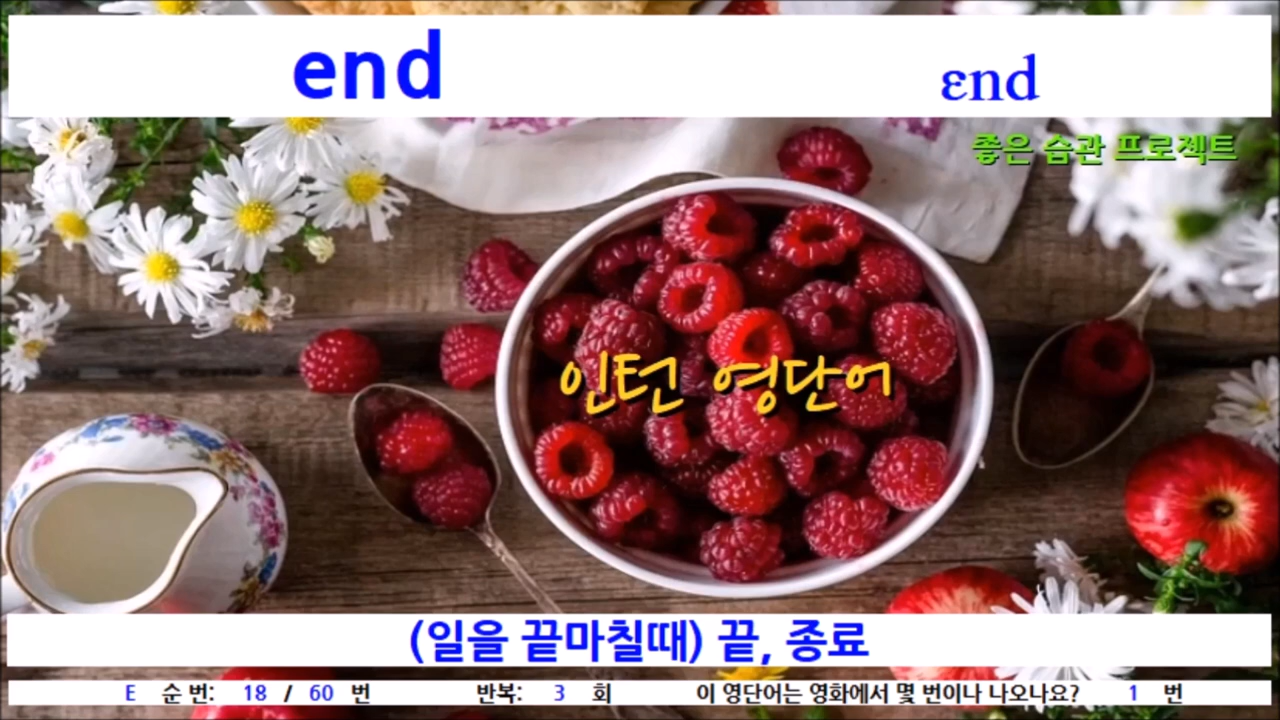 end εnd
좋은 습관 프로젝트
인턴 영단어
(일을 끝마칠때) 끝, 종료
E 순 번: 18 / 60 번 반복: 3 회 이 영단어는 영화에서 몇 번이나 나오나요? 1 번